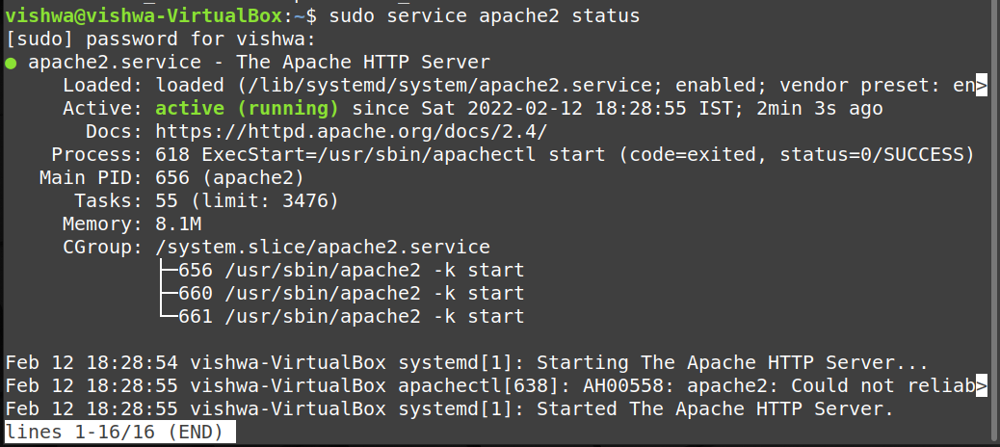 vishwa@vishwa-VirtualBox:~$ sudo service apache2 status
[sudo] password for vishwa:
● apache2.service - The Apache HTTP Server
Loaded: loaded (/lib/systemd/system/apache2.service; enabled; vendor preset: en>
Active: active (running) since Sat 2022-02-12 18:28:55 IST; 2min 3s ago
Docs: https://httpd.apache.org/docs/2.4/
Process: 618 ExecStart=/usr/sbin/apachectl start (code=exited, status=0/SUCCESS)
Main PID: 656 (apache2)
Tasks: 55 (limit: 3476)
Memory: 8.1M
CGroup: /system.slice/apache2.service
├─656 /usr/sbin/apache2 -k start
├─660 /usr/sbin/apache2 -k start
└─661 /usr/sbin/apache2 -k start
Feb 12 18:28:54 vishwa-VirtualBox systemd[1]: Starting The Apache HTTP Server...
Feb 12 18:28:55 vishwa-VirtualBox apachectl[638]: AH00558: apache2: Could not reliab>
Feb 12 18:28:55 vishwa-VirtualBox systemd[1]: Started The Apache HTTP Server.
lines 1-16/16 (END)